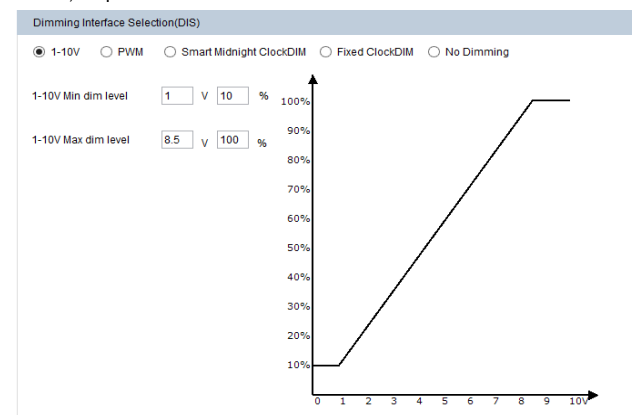 Dimming Interface Selection(DIS)
1-10V PWM Smart Midnight ClockDIM Fixed ClockDIM No Dimming
1-10V Min dim level 1 V 10 %
1-10V Max dim level 8.5 V 100 %
100%
90%
80%
70%
60%
50%
40%
30%
20%
10%
0 1 2 3 4 5 6 7 8 9 10V